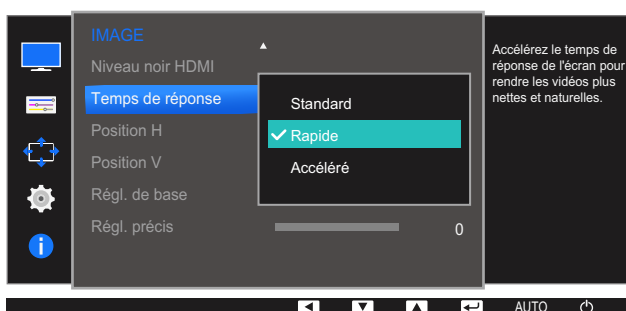 IMAGE
Niveau noir HDMI
Temps de réponse
Position H
Position V
Régl. de base
Régl. précis
Standard
Rapide
Accéléré
0
Accélérez le temps de
réponse de l'écran pour
rendre les vidéos plus
nettes et naturelles.
AUTO